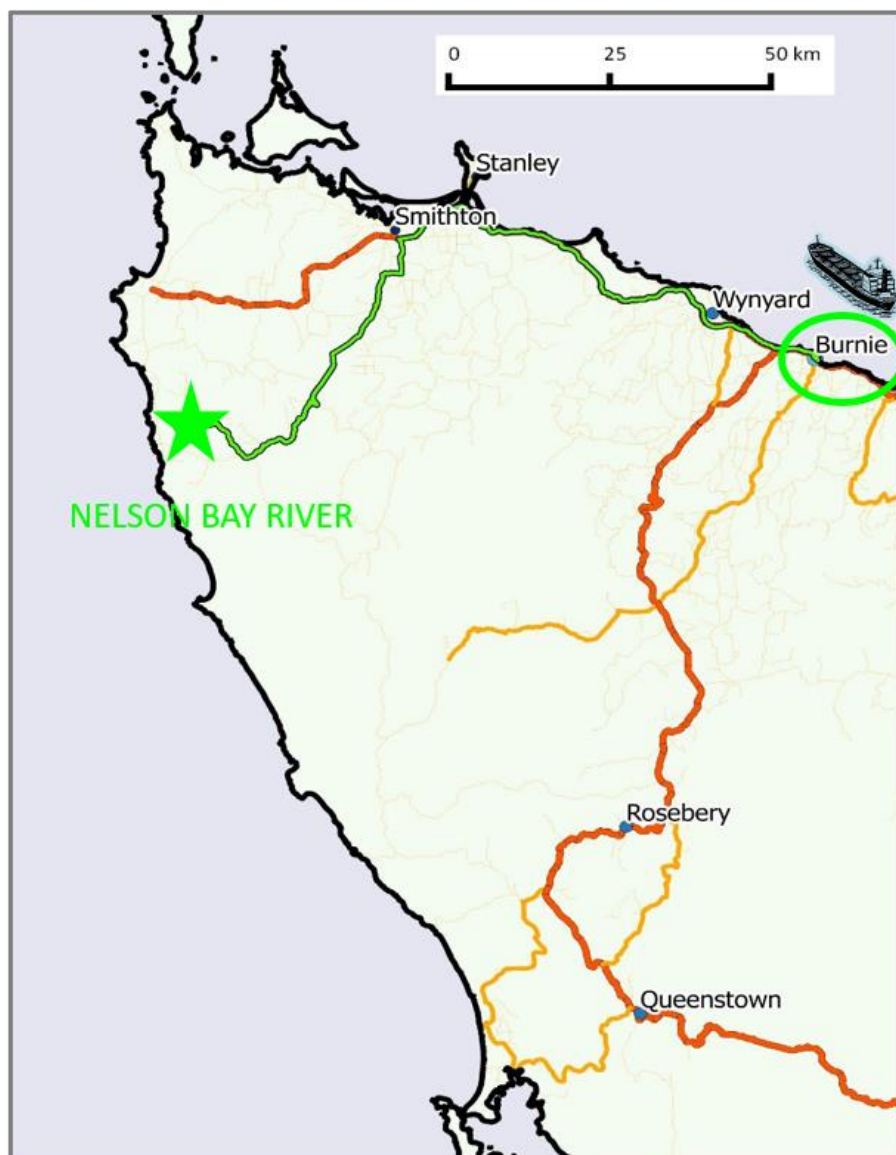 0 25 50 km
Stanley
Smithton
Wynyard
Burnie
NELSON BAY RIVER
Rosebery
Queenstown